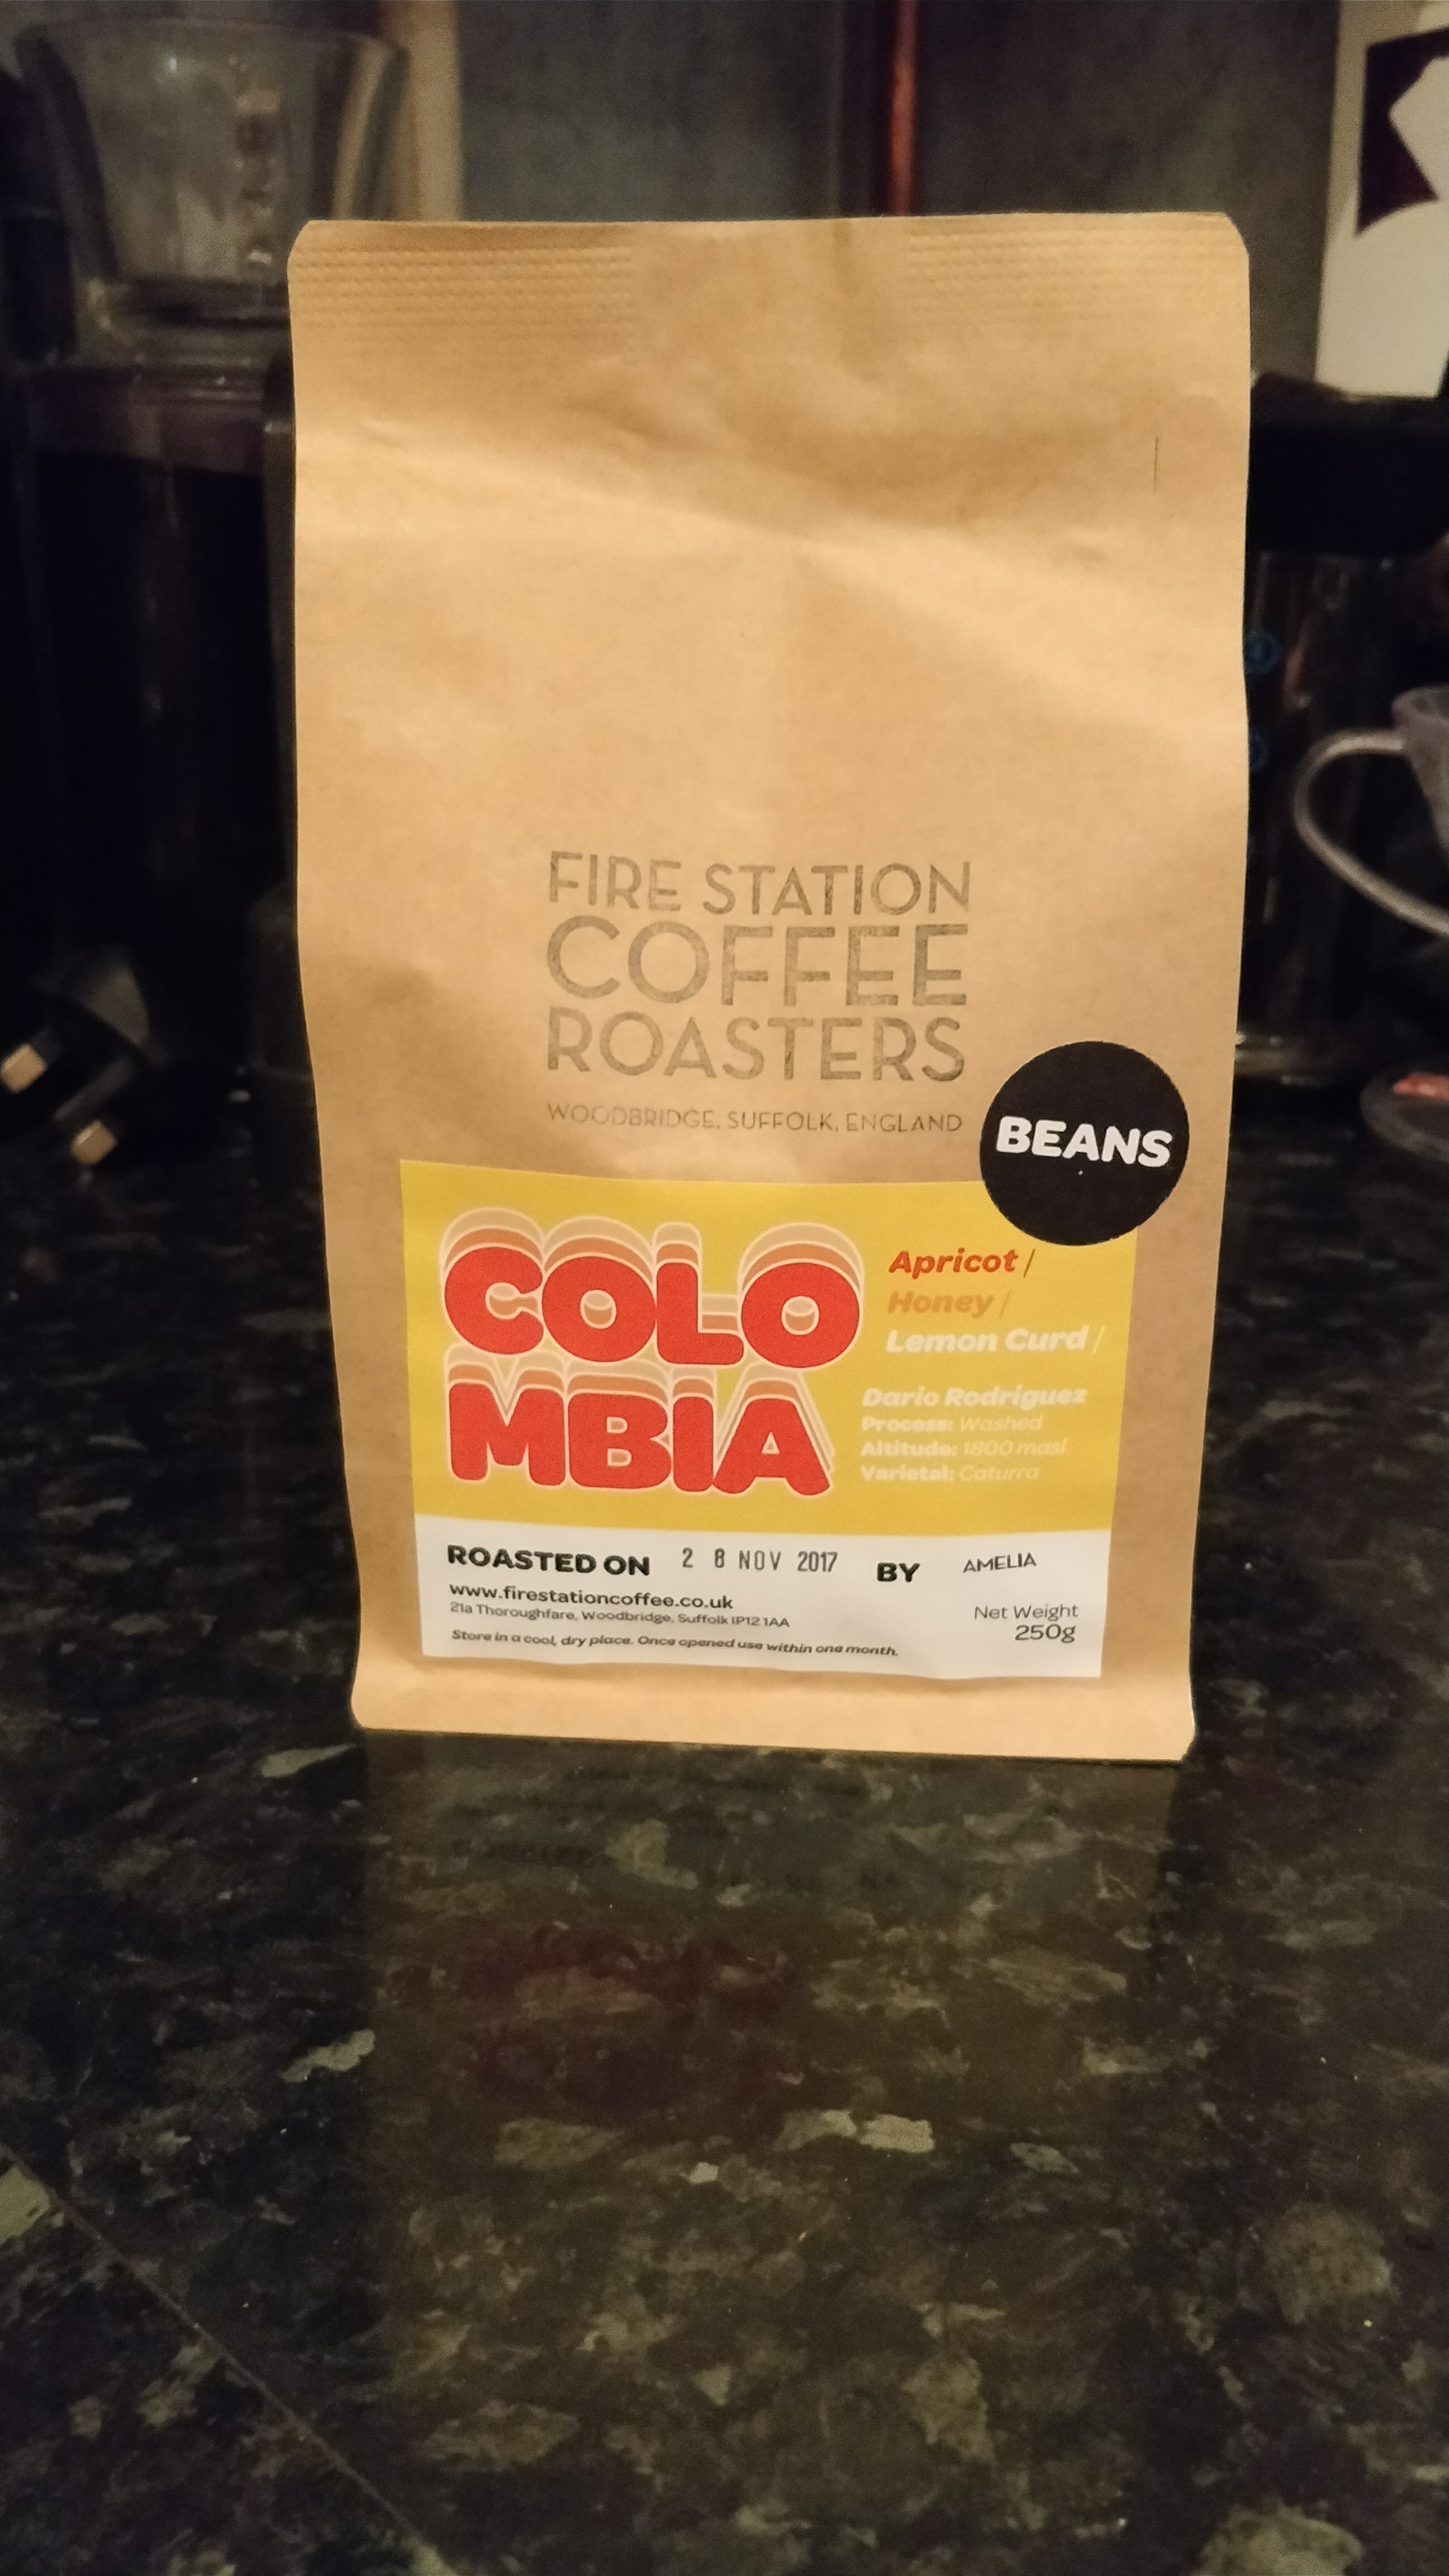 FIRE STATION
COFFEE
ROASTERS
WOODBRIDGE, SUFFOLK, ENGLAND
BEANS
COLO
MBIA
Apricot /
Honey /
Lemon Curd /
Dario Rodriguez
Process: Washed
Altitude: 1800 masl
Varietal: Caturra
ROASTED ON 28 NOV 2017 BY AMELIA
www.firestationcoffee.co.uk
21a Thoroughfare, Woodbridge, Suffolk IP12 1AA
Store in a cool, dry place. Once opened use within one month.
Net Weight
250g